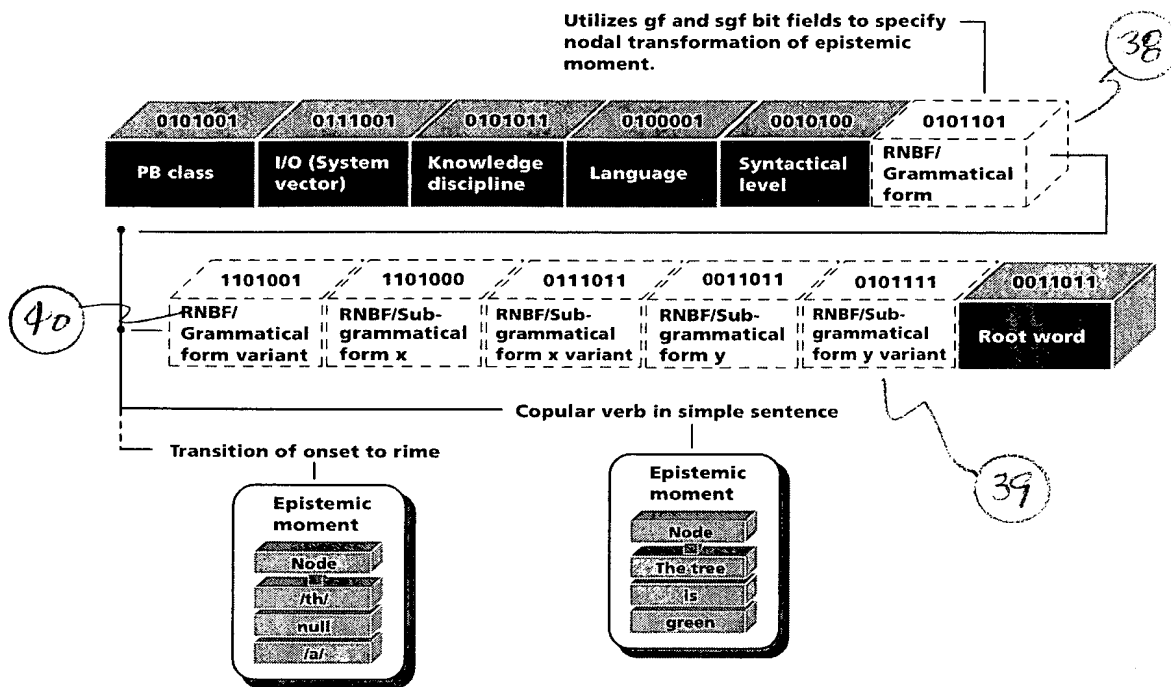 Utilizes gf and sgf bit fields to specify
nodal transformation of epistemic
moment.
38
0101001 0111001 0101011 0100001 0010100 0101101
PB class
I/O (System
vector)
Knowledge
discipline
Language
Syntactical
level
RNBF/
Grammatical
form
1101001 1101000 0111011 0011011 0101111 0011011
40
RNBF/
Grammatical
form variant
RNBF/Sub-
grammatical
form x
RNBF/Sub-
grammatical
form x variant
RNBF/Sub-
grammatical
form y
RNBF/Sub-
grammatical
form y variant
Root word
Copular verb in simple sentence
Transition of onset to rime
39
Epistemic
moment
Node
/th/
null
/a/
Epistemic
moment
Node
The tree
is
green